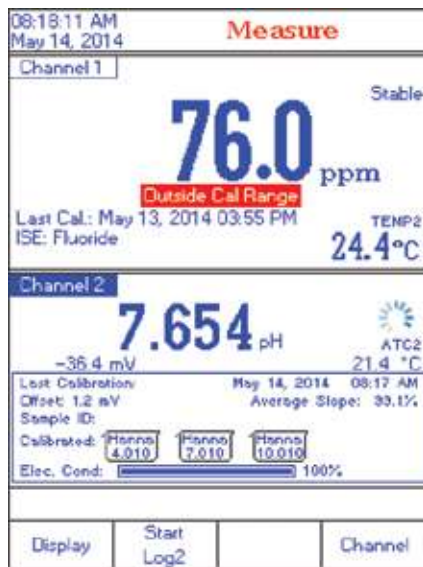 08:18:11 AM
May 14, 2014
Measure
Channel 1
Stable
76.0 ppm
Outside Cal Range
Last Cal.: May 13, 2014 03:55 PM
ISE: Fluoride
TEMP2
24.4°C
Channel 2
7.654 pH
ATC2
-36.4 mV
21.4 °C
Last Calibration: May 14, 2014 08:17 AM
Offset: 1.2 mV Average Slope: 99.1%
Sample ID:
Calibrated: Hanna 4.010 Hanna 7.010 Hanna 10.010
Elec. Cond: 100%
Display
Start Log2
Channel